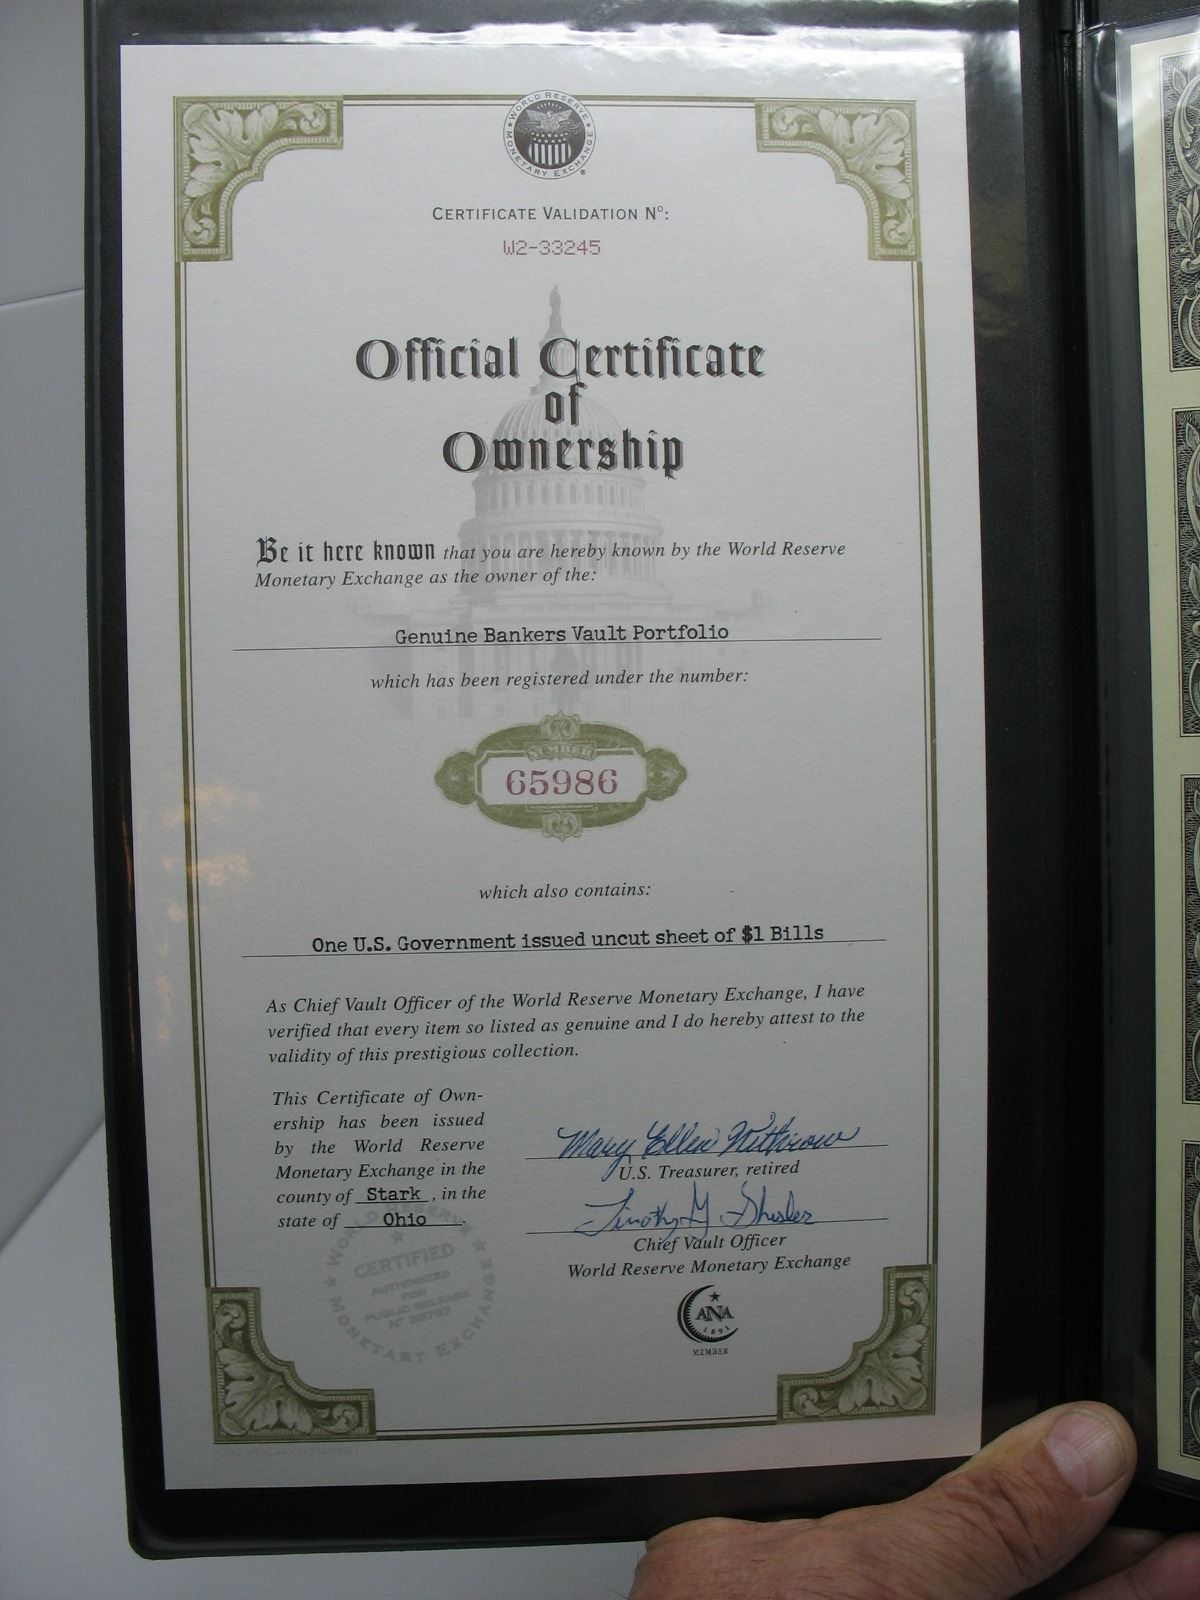 WORLD RESERVE
MONETARY EXCHANGE
CERTIFICATE VALIDATION Nº:
W2-33245
Official Certificate
of
Ownership
Be it here known that you are hereby known by the World Reserve
Monetary Exchange as the owner of the:
Genuine Bankers Vault Portfolio
which has been registered under the number:
NUMBER
65986
which also contains:
One U.S. Government issued uncut sheet of $1 Bills
As Chief Vault Officer of the World Reserve Monetary Exchange, I have
verified that every item so listed as genuine and I do hereby attest to the
validity of this prestigious collection.
This Certificate of Own-
ership has been issued
by the World Reserve
Monetary Exchange in the
county of Stark, in the
state of Ohio.
Mary Ellen Withrow
U.S. Treasurer, retired
Timothy J. Shisler
Chief Vault Officer
World Reserve Monetary Exchange
WORLD RESERVE
CERTIFIED
AUTHORIZED
FOR
PUBLIC RELEASE
MONETARY EXCHANGE
ANA
1891
MEMBER